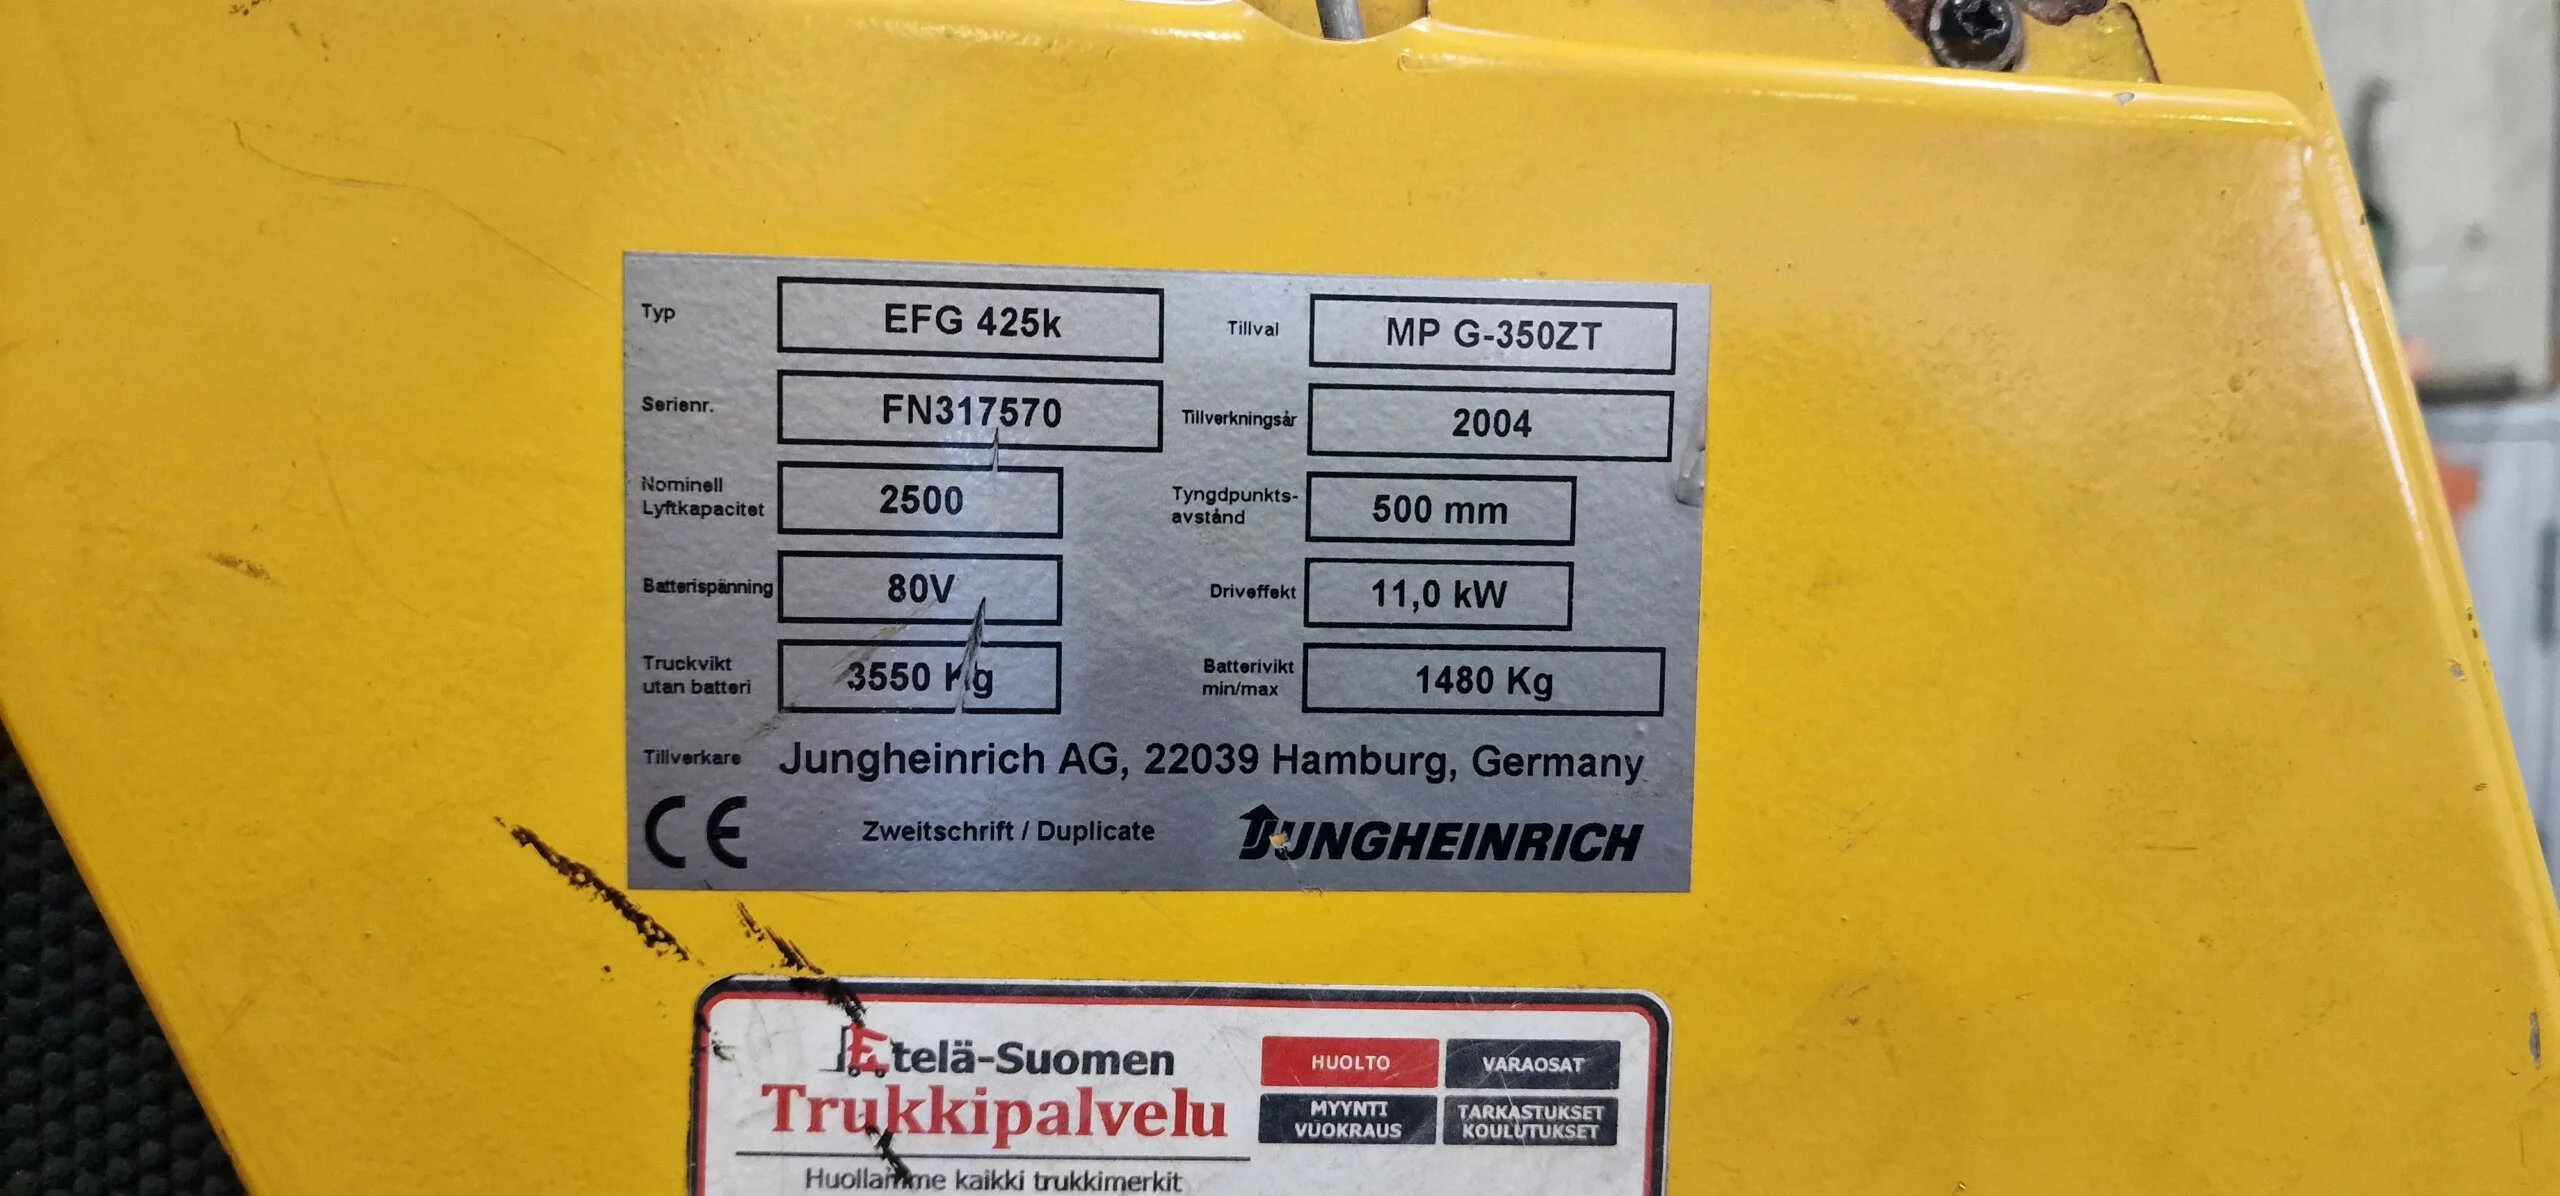 Typ EFG 425k Tillval MP G-350ZT
Serienr. FN317570 Tillverkningsår 2004
Nominell
Lyftkapacitet 2500 Tyngdpunkts-
avstånd 500 mm
Batterispänning 80V Driveffekt 11,0 kW
Truckvikt
utan batteri 3550 Kg Batterivikt
min/max 1480 Kg
Tillverkare Jungheinrich AG, 22039 Hamburg, Germany
CE Zweitschrift / Duplicate JUNGHEINRICH
Etelä-Suomen
Trukkipalvelu
Huollamme kaikki trukkimerkit
HUOLTO VARAOSAT
MYYNTI
VUOKRAUS
TARKASTUKSET
KOULUTUKSET